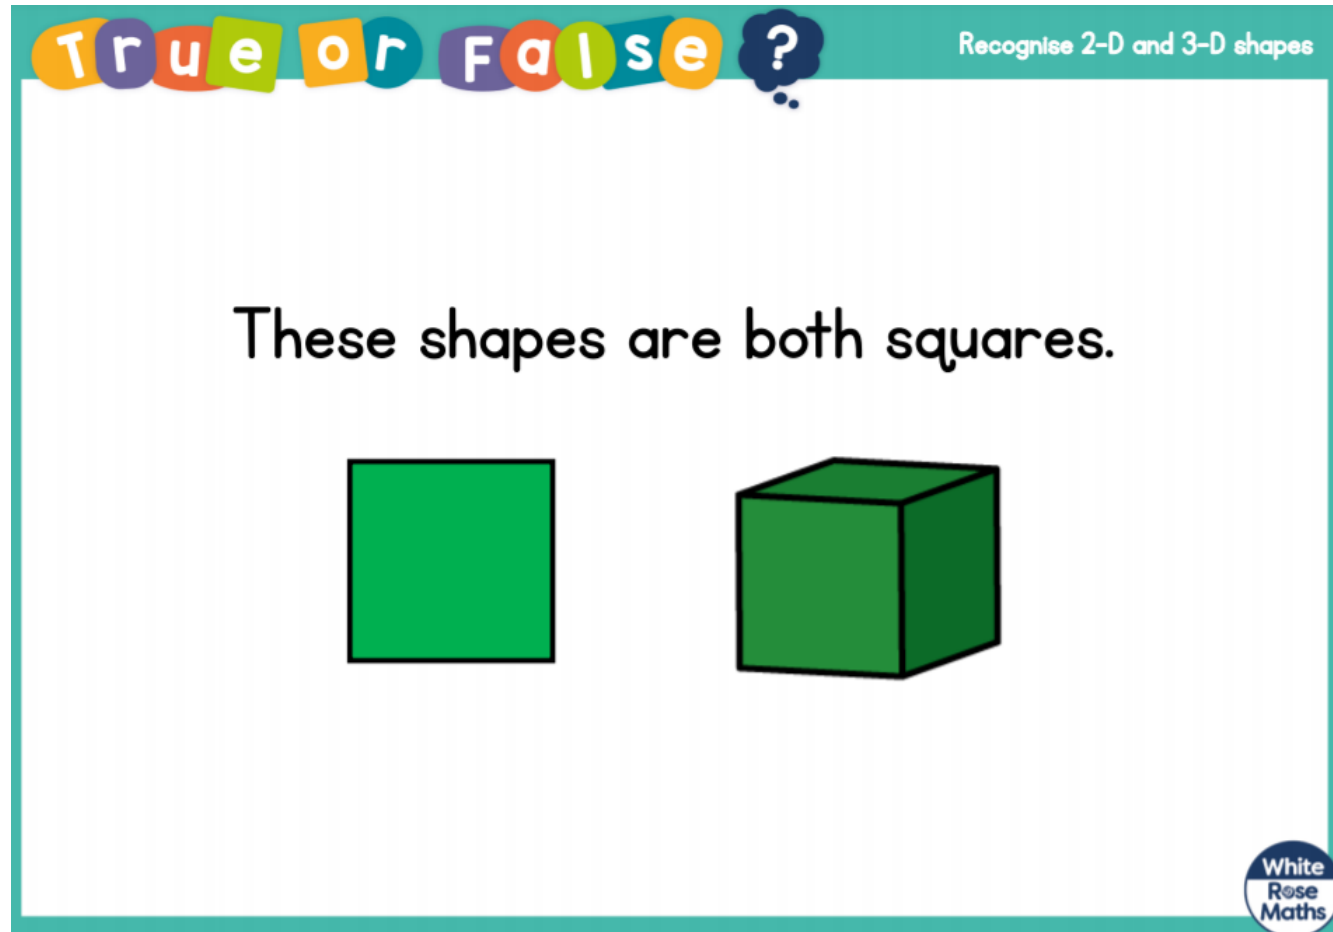 True or False ?
Recognise 2-D and 3-D shapes
These shapes are both squares.
White
Rose
Maths